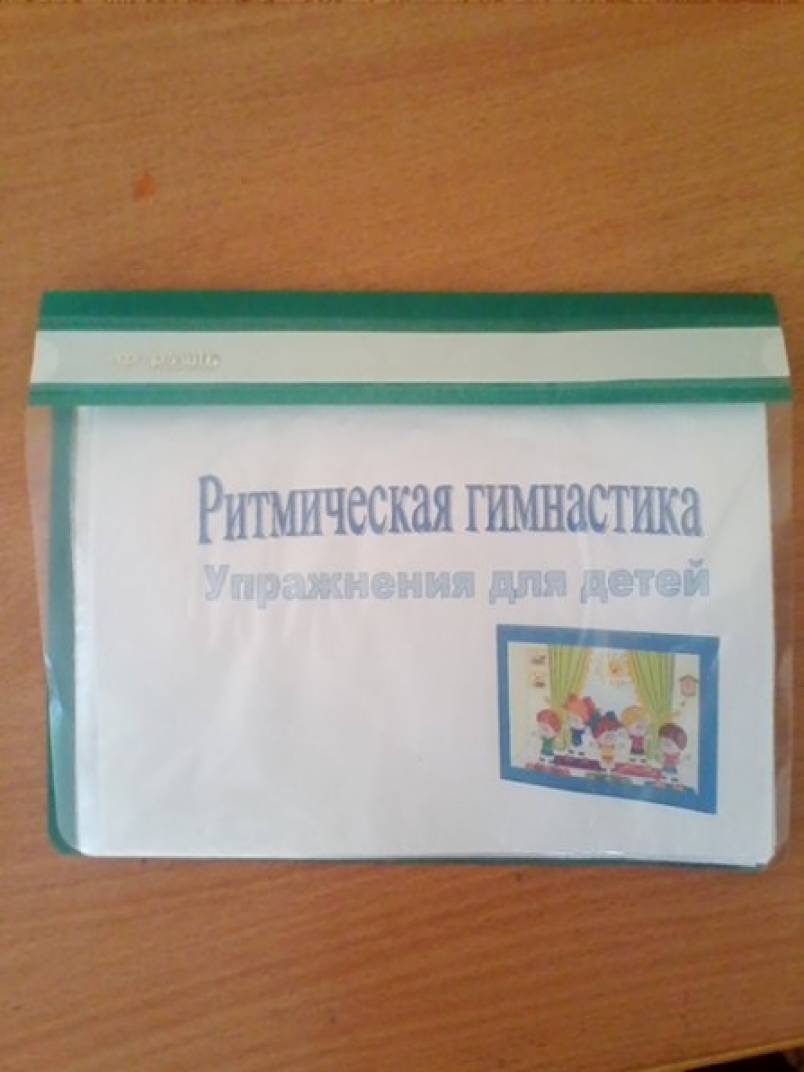 Ритмическая гимнастика
Упражнения для детей